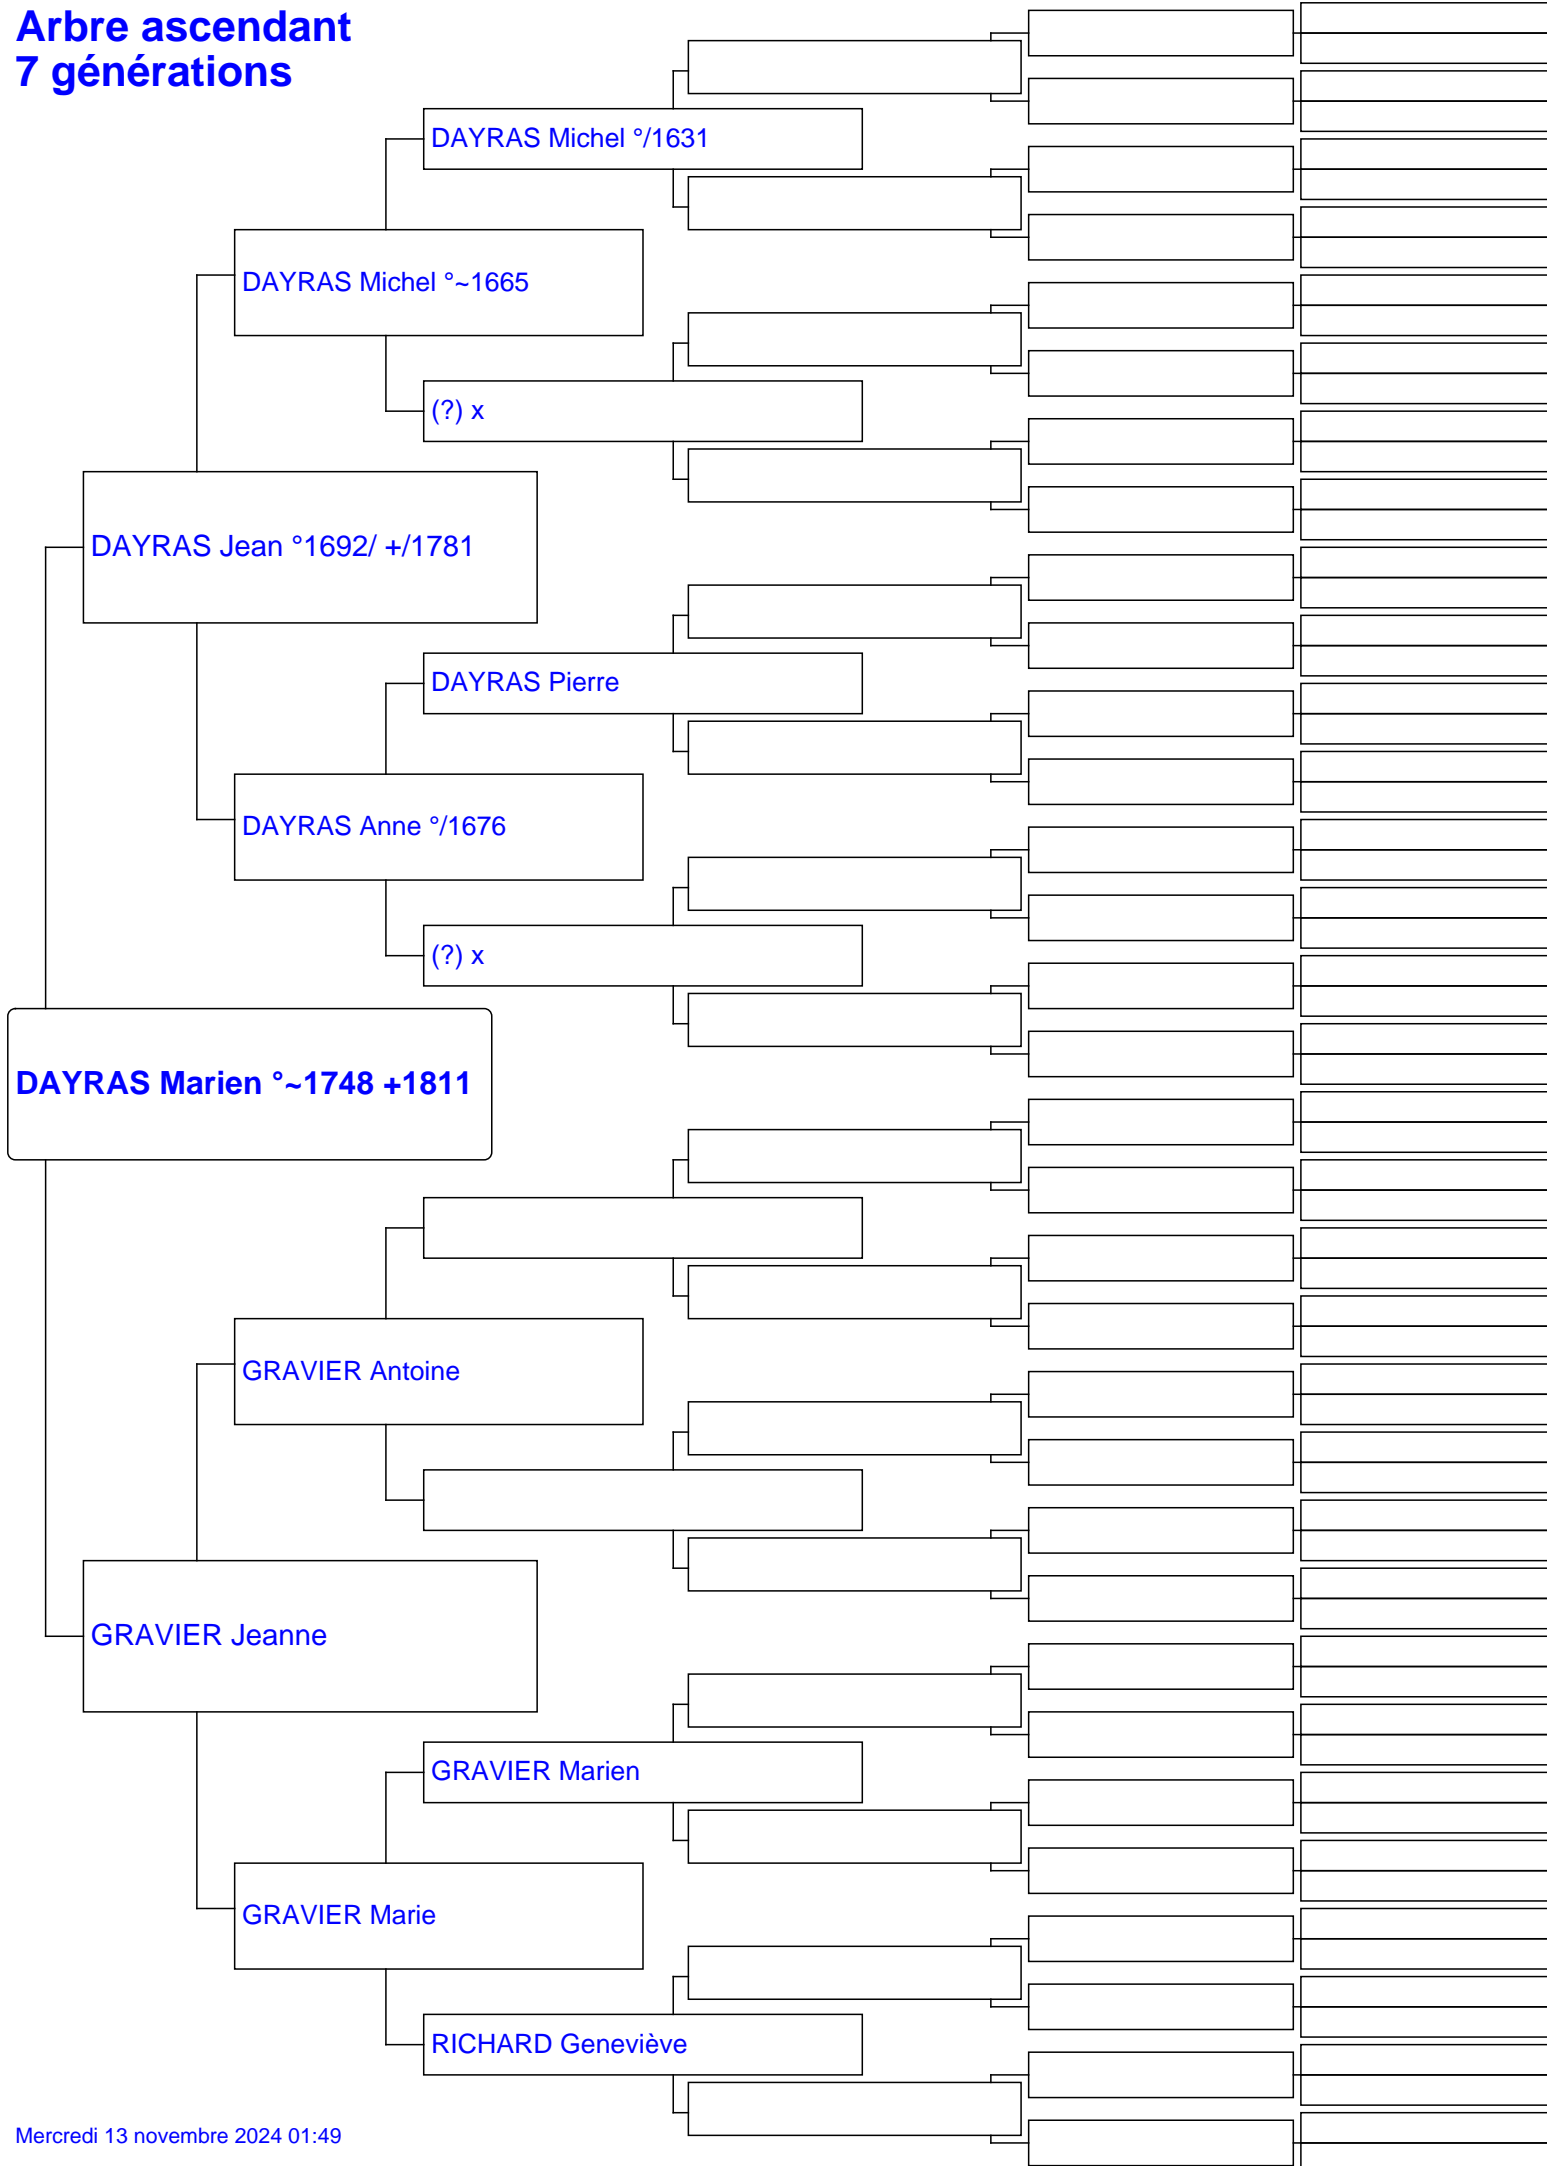 Arbre ascendant
7 générations
DAYRAS Michel °/1631
DAYRAS Michel °~1665
(?) x
DAYRAS Jean °1692/ +/1781
DAYRAS Pierre
DAYRAS Anne °/1676
(?) x
DAYRAS Marien °~1748 +1811
GRAVIER Antoine
GRAVIER Jeanne
GRAVIER Marien
GRAVIER Marie
RICHARD Geneviève
Mercredi 13 novembre 2024 01:49